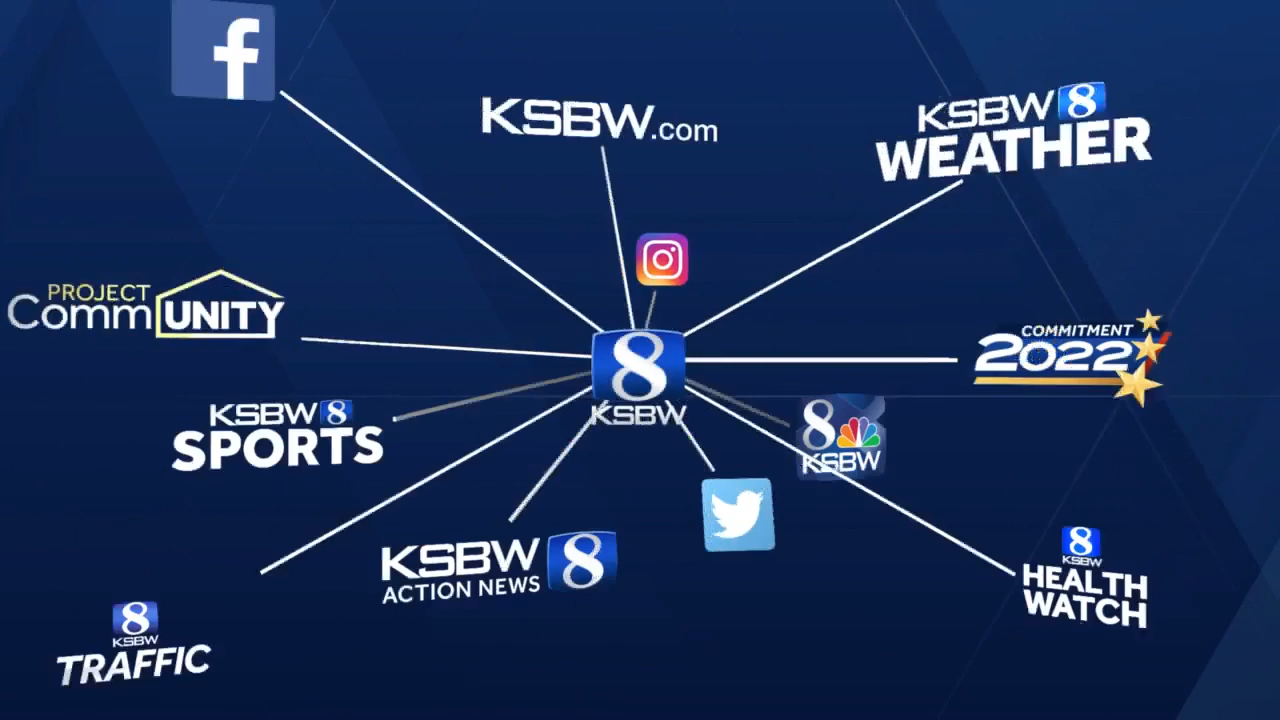 f
KSBW.com
KSBW 8
WEATHER
PROJECT
CommUNITY
8
KSBW
COMMITMENT
2022
KSBW 8
SPORTS
8
KSBW
KSBW 8
ACTION NEWS
8
KSBW
HEALTH
WATCH
8
KSBW
TRAFFIC